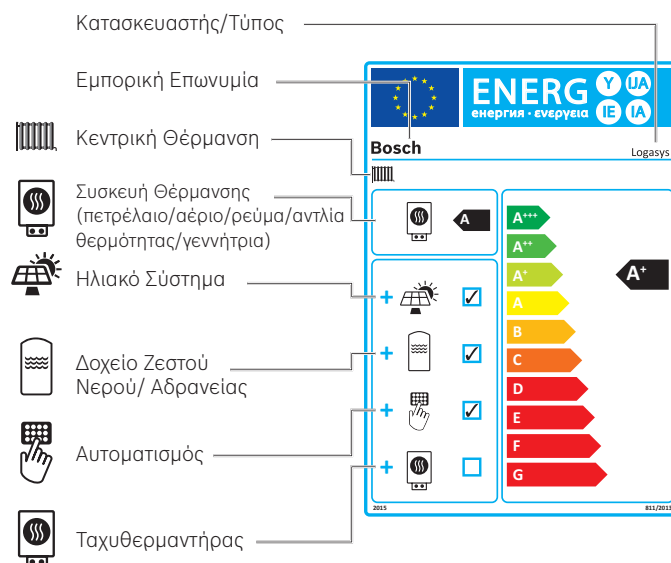 Κατασκευαστής/Τύπος
Εμπορική Επωνυμία
Κεντρική Θέρμανση
Συσκευή Θέρμανσης
(πετρέλαιο/αέριο/ρεύμα/αντλία
θερμότητας/γεννήτρια)
Ηλιακό Σύστημα
Δοχείο Ζεστού
Νερού/ Αδρανείας
Αυτοματισμός
Ταχυθερμαντήρας
ENERG
енергия · ενεργεια
Y UA
IE IA
Bosch
Logasys
A
A+++
A++
A+
A
B
C
D
E
F
G
A+
+
+
+
+
2015
811/2013